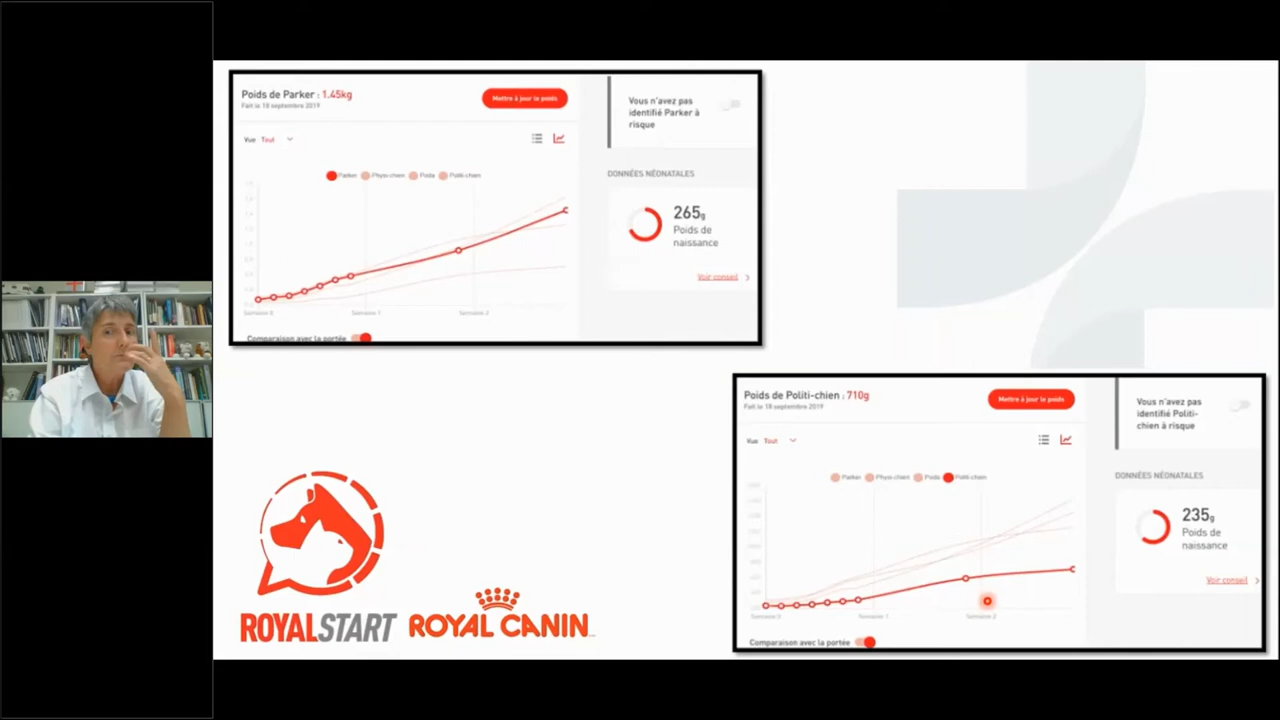 Poids de Parker : 1.45kg
Fait le 18 septembre 2019
Mettre à jour le poids
Vue Tout
Parker Physi-chien Poda Politi-chien
Semaine 0 Semaine 1 Semaine 2
Comparaison avec la portée
Vous n'avez pas
identifié Parker à
risque
DONNÉES NÉONATALES
265g
Poids de
naissance
Voir conseil
Poids de Politi-chien : 710g
Fait le 18 septembre 2019
Mettre à jour le poids
Vue Tout
Parker Physi-chien Poda Politi-chien
Semaine 0 Semaine 1 Semaine 2
Comparaison avec la portée
Vous n'avez pas
identifié Politi-
chien à risque
DONNÉES NÉONATALES
235g
Poids de
naissance
Voir conseil
ROYALSTART
ROYAL CANIN